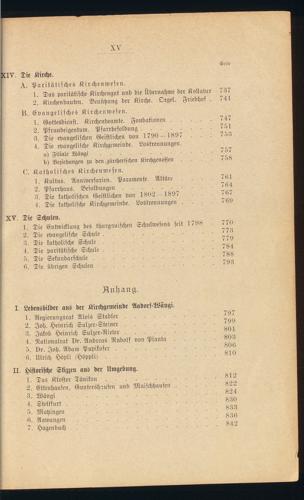 XV
Seite
XIV. Die Kirche.
A. Paritätisches Kirchenwesen.
1. Das paritätische Kirchengut und die Übernahme der Kollatur 737
2. Kirchenbauten. Benützung der Kirche. Orgel. Friedhof . 741
B. Evangelisches Kirchenwesen.
1. Gottesdienst. Kirchenbeamte. Fondationen 747
2. Pfrundeigentum. Pfarrbesoldung 751
3. Die evangelischen Geistlichen von 1790–1897 753
4. Die evangelische Kirchgemeinde. Lostrennungen.
a) Filiale Wängi 757
b) Beziehungen zu den zürcherischen Kirchgenossen 758
C. Katholisches Kirchenwesen.
1. Kultus. Anniversarien. Paramente. Altäre 761
2. Pfarrhaus. Besoldungen 764
3. Die katholischen Geistlichen von 1802–1897 767
4. Die katholische Kirchgemeinde. Lostrennungen 769
XV. Die Schulen.
1. Die Entwicklung des thurgauischen Schulwesens seit 1798 770
2. Die evangelische Schule 773
3. Die katholische Schule 779
4. Die paritätische Schule 784
5. Die Sekundarschule 788
6. Die übrigen Schulen 793
Anhang.
I. Lebensbilder aus der Kirchgemeinde Aadorf-Wängi.
1. Regierungsrat Alois Stadler 797
2. Joh. Heinrich Sulzer-Steiner 799
3. Jakob Heinrich Sulzer-Rieter 801
4. Nationalrat Dr. Andreas Rudolf von Planta 803
5. Dr. Joh. Adam Pupikofer 806
6. Ulrich Höpli (Hoeppli) 810
II. Historische Skizzen aus der Umgebung.
1. Das Kloster Tänikon 812
2. Ettenhausen, Guntershausen und Maischhausen 822
3. Wängi 824
4. Stettfurt 830
5. Matzingen 833
6. Aawangen 836
7. Hagenbuch 842